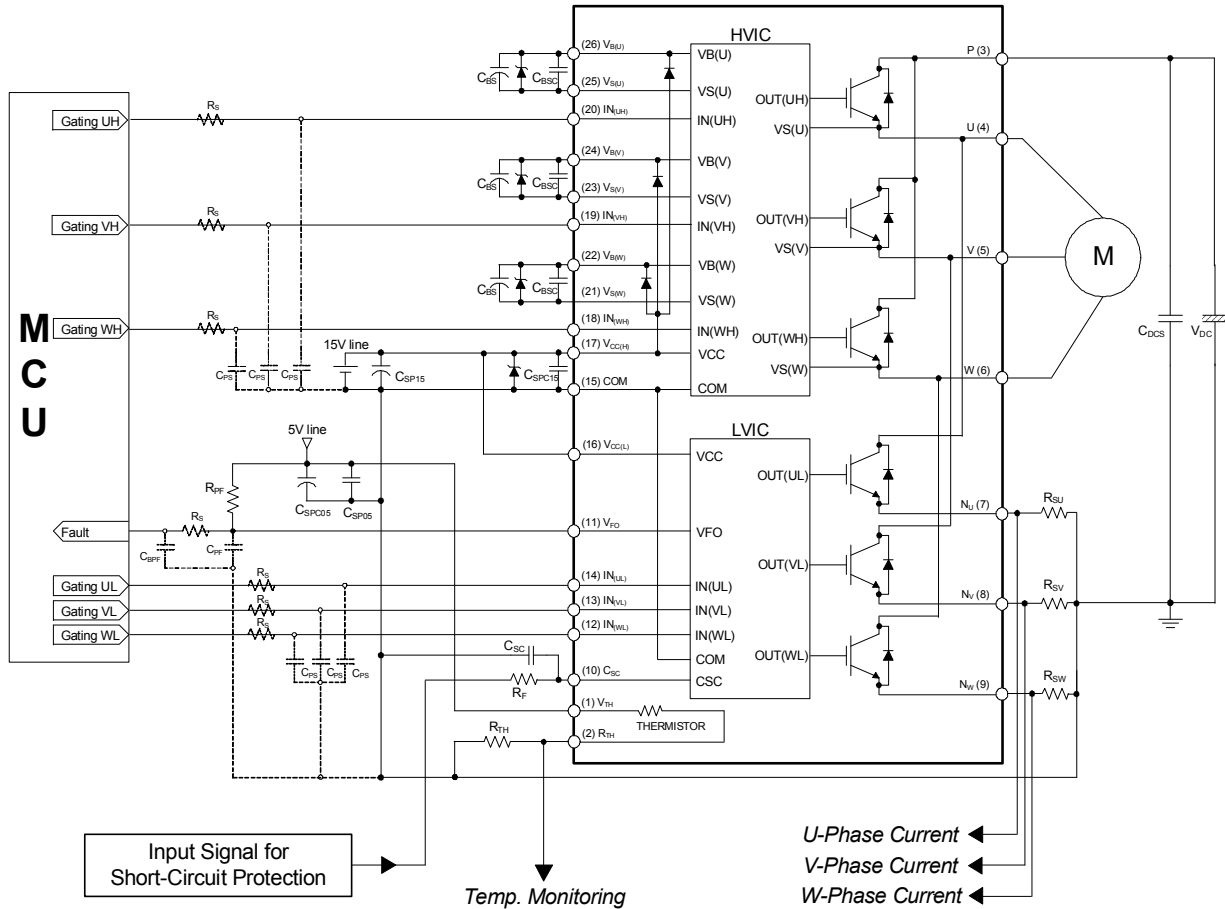 MCU
Gating UH
Gating VH
Gating WH
Fault
Gating UL
Gating VL
Gating WL
RS
RS
RS
CPS
CPS
CPS
15V line
CSP15
CSPC15
5V line
RPF
CSPC05
CSP05
RS
CBPF
CPF
RS
RS
RS
CPS
CPS
CPS
CSC
RF
RTH
CBS
CBSC
CBS
CBSC
CBS
CBSC
(26) VB(U)
(25) VS(U)
(20) IN(UH)
(24) VB(V)
(23) VS(V)
(19) IN(VH)
(22) VB(W)
(21) VS(W)
(18) IN(WH)
(17) VCC(H)
(15) COM
(16) VCC(L)
(11) VFO
(14) IN(UL)
(13) IN(VL)
(12) IN(WL)
(10) CSC
(1) VTH
(2) RTH
THERMISTOR
HVIC
VB(U)
VS(U)
IN(UH)
VB(V)
VS(V)
IN(VH)
VB(W)
VS(W)
IN(WH)
VCC
COM
OUT(UH)
VS(U)
OUT(VH)
VS(V)
OUT(WH)
VS(W)
LVIC
VCC
VFO
IN(UL)
IN(VL)
IN(WL)
COM
CSC
OUT(UL)
OUT(VL)
OUT(WL)
P (3)
U (4)
V (5)
W (6)
NU (7)
NV (8)
NW (9)
RSU
RSV
RSW
M
CDCS
VDC
Input Signal for
Short-Circuit Protection
Temp. Monitoring
U-Phase Current
V-Phase Current
W-Phase Current